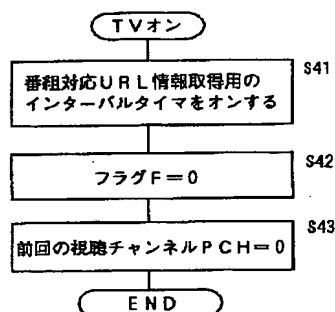 TVオン
番組対応URL情報取得用の
インターバルタイマをオンする
S41
フラグF=0
S42
前回の視聴チャンネルPCH=0
S43
END